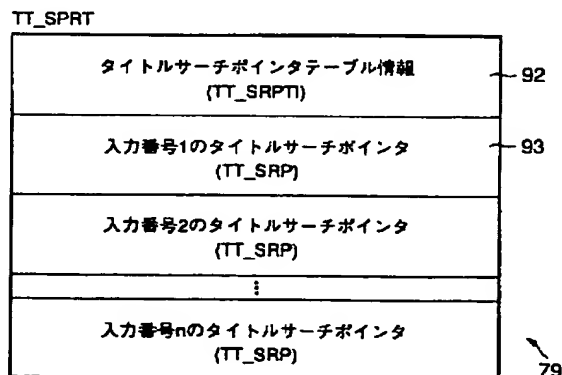 TT_SPRT
タイトルサーチポインタテーブル情報
(TT_SRPTI)
92
入力番号1のタイトルサーチポインタ
(TT_SRP)
93
入力番号2のタイトルサーチポインタ
(TT_SRP)
⋮
入力番号nのタイトルサーチポインタ
(TT_SRP)
79